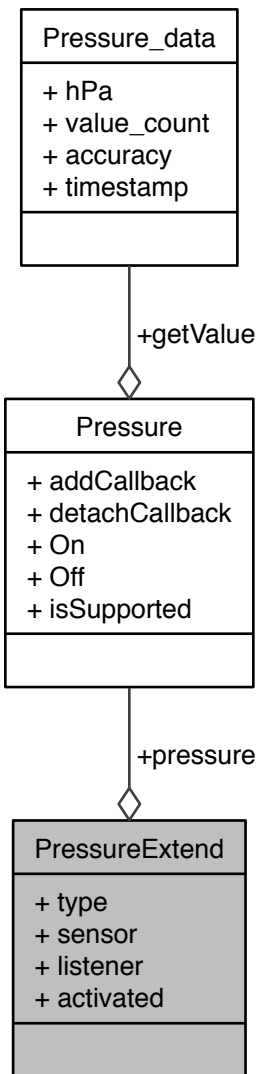 Pressure_data
+ hPa
+ value_count
+ accuracy
+ timestamp
+getValue
Pressure
+ addCallback
+ detachCallback
+ On
+ Off
+ isSupported
+pressure
PressureExtend
+ type
+ sensor
+ listener
+ activated